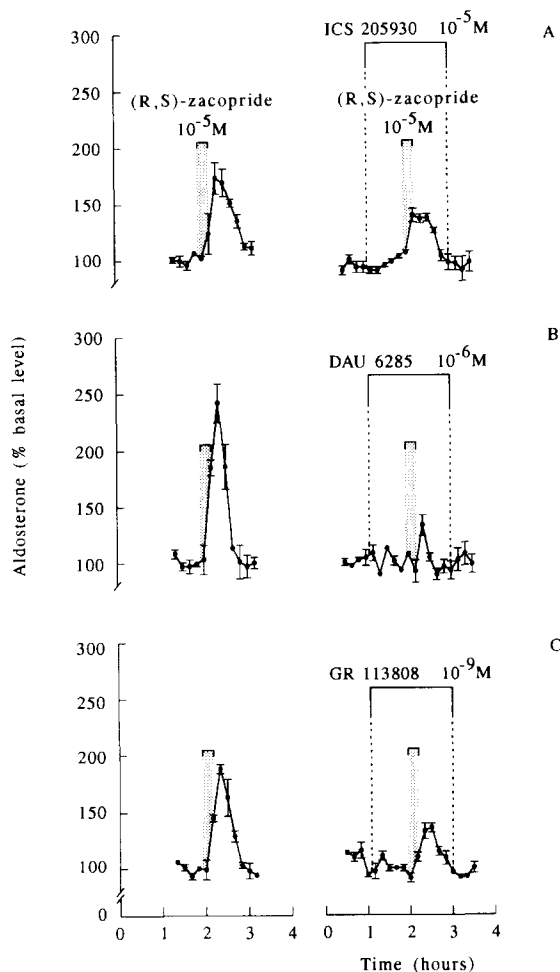 ICS 205930 10⁻⁵M
A
300
250
200
150
100
(R,S)-zacopride
10⁻⁵M
(R,S)-zacopride
10⁻⁵M
B
DAU 6285 10⁻⁶M
300
250
200
150
100
Aldosterone (% basal level)
C
GR 113808 10⁻⁹M
300
250
200
150
100
0
0 1 2 3 4
0 1 2 3 4
Time (hours)